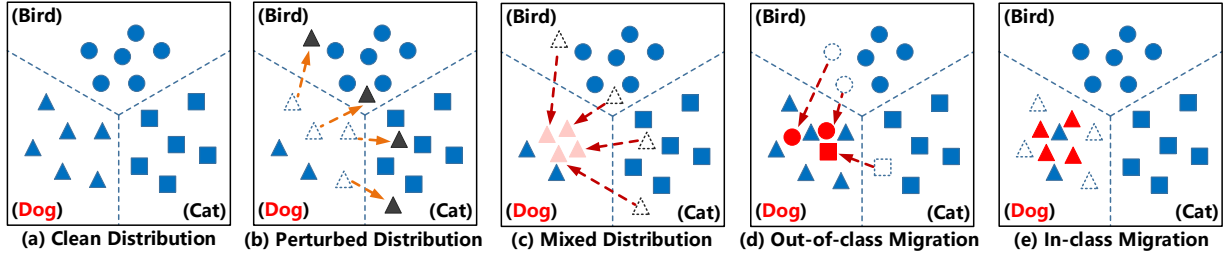 (Bird) (Bird) (Bird) (Bird) (Bird)
(Dog) (Cat) (Dog) (Cat) (Dog) (Cat) (Dog) (Cat) (Dog) (Cat)
(a) Clean Distribution (b) Perturbed Distribution (c) Mixed Distribution (d) Out-of-class Migration (e) In-class Migration